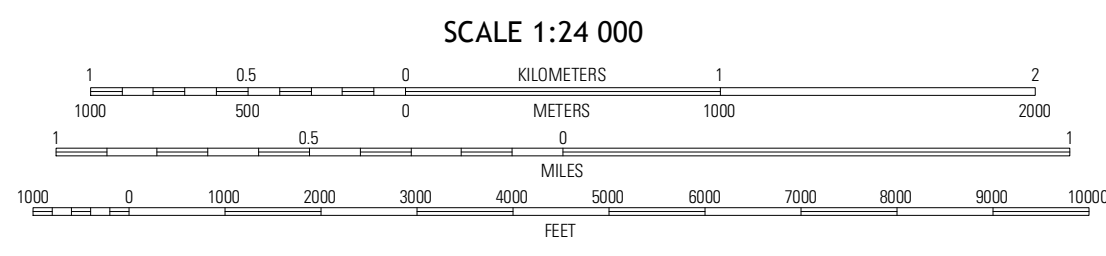 SCALE 1:24 000
1 0.5 0 KILOMETERS 1 2
1000 500 0 METERS 1000 2000
1 0.5 0 1
MILES
1000 0 1000 2000 3000 4000 5000 6000 7000 8000 9000 10000
FEET